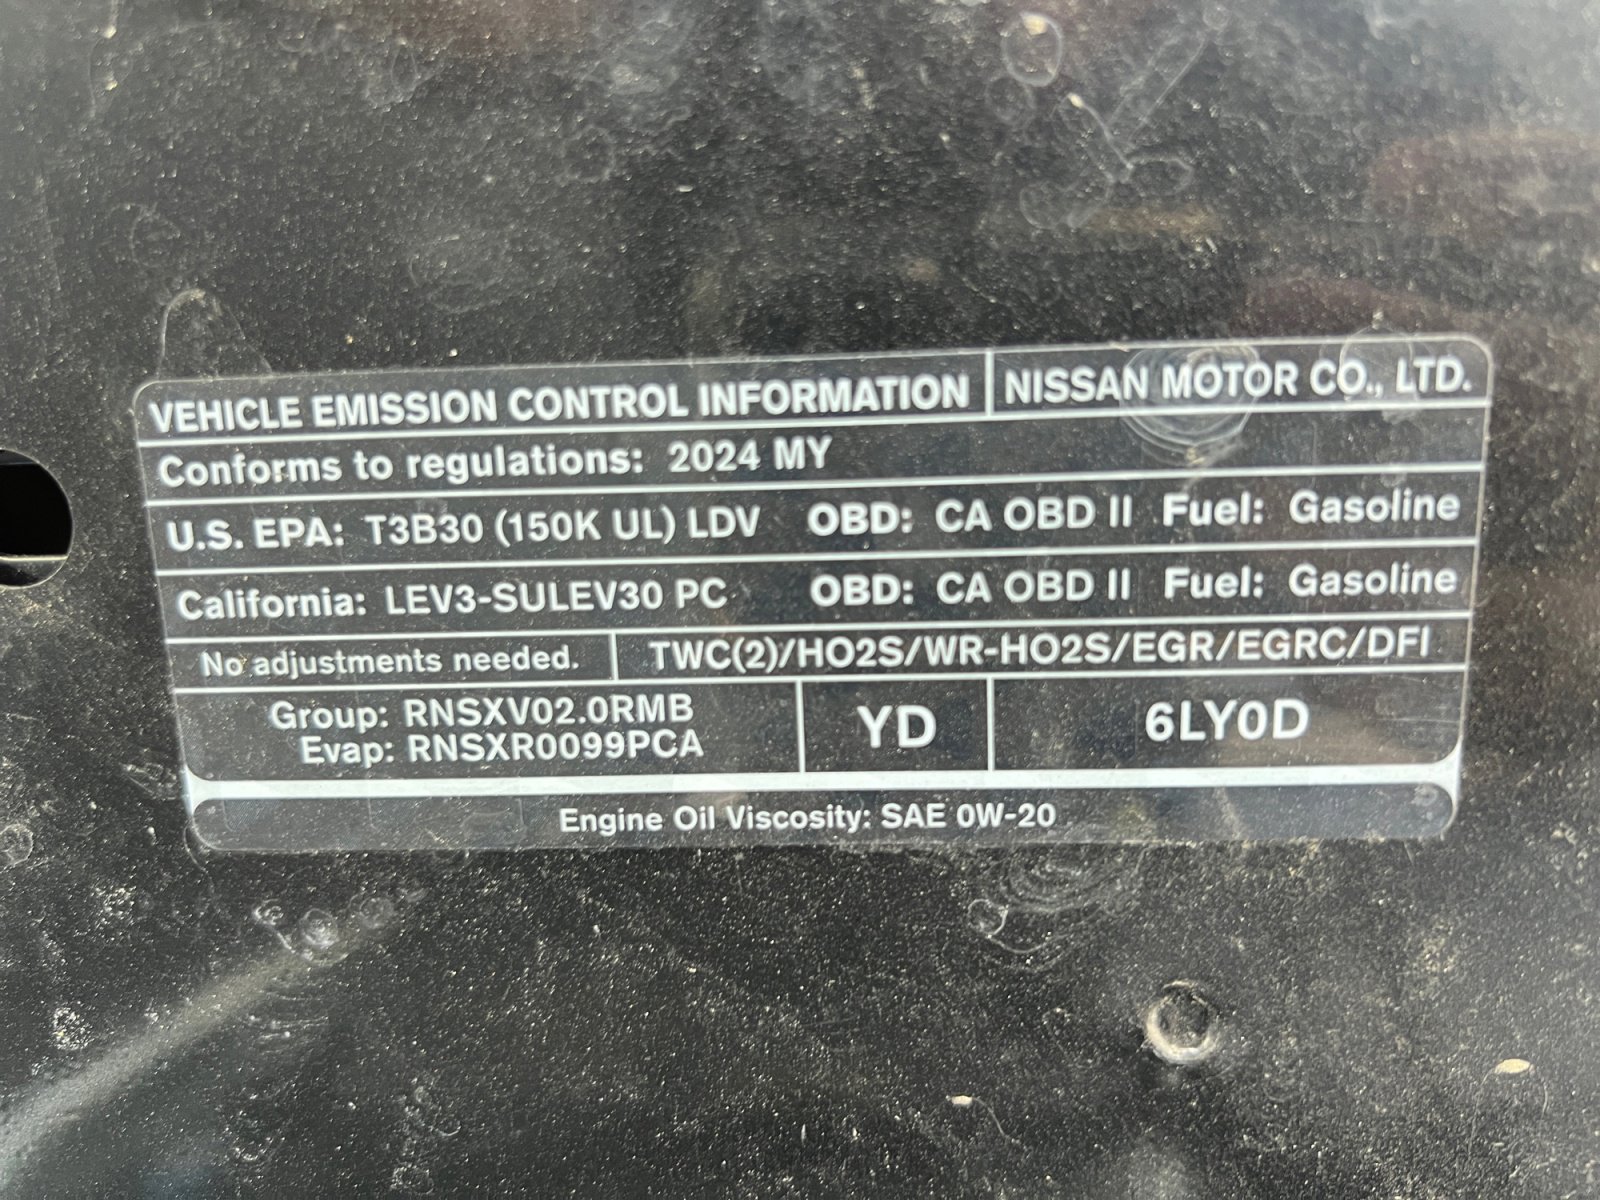 VEHICLE EMISSION CONTROL INFORMATION NISSAN MOTOR CO., LTD.
Conforms to regulations: 2024 MY
U.S. EPA: T3B30 (150K UL) LDV OBD: CA OBD II Fuel: Gasoline
California: LEV3-SULEV30 PC OBD: CA OBD II Fuel: Gasoline
No adjustments needed. TWC(2)/HO2S/WR-HO2S/EGR/EGRC/DFI
Group: RNSXV02.0RMB
Evap: RNSXR0099PCA
YD
6LY0D
Engine Oil Viscosity: SAE 0W-20